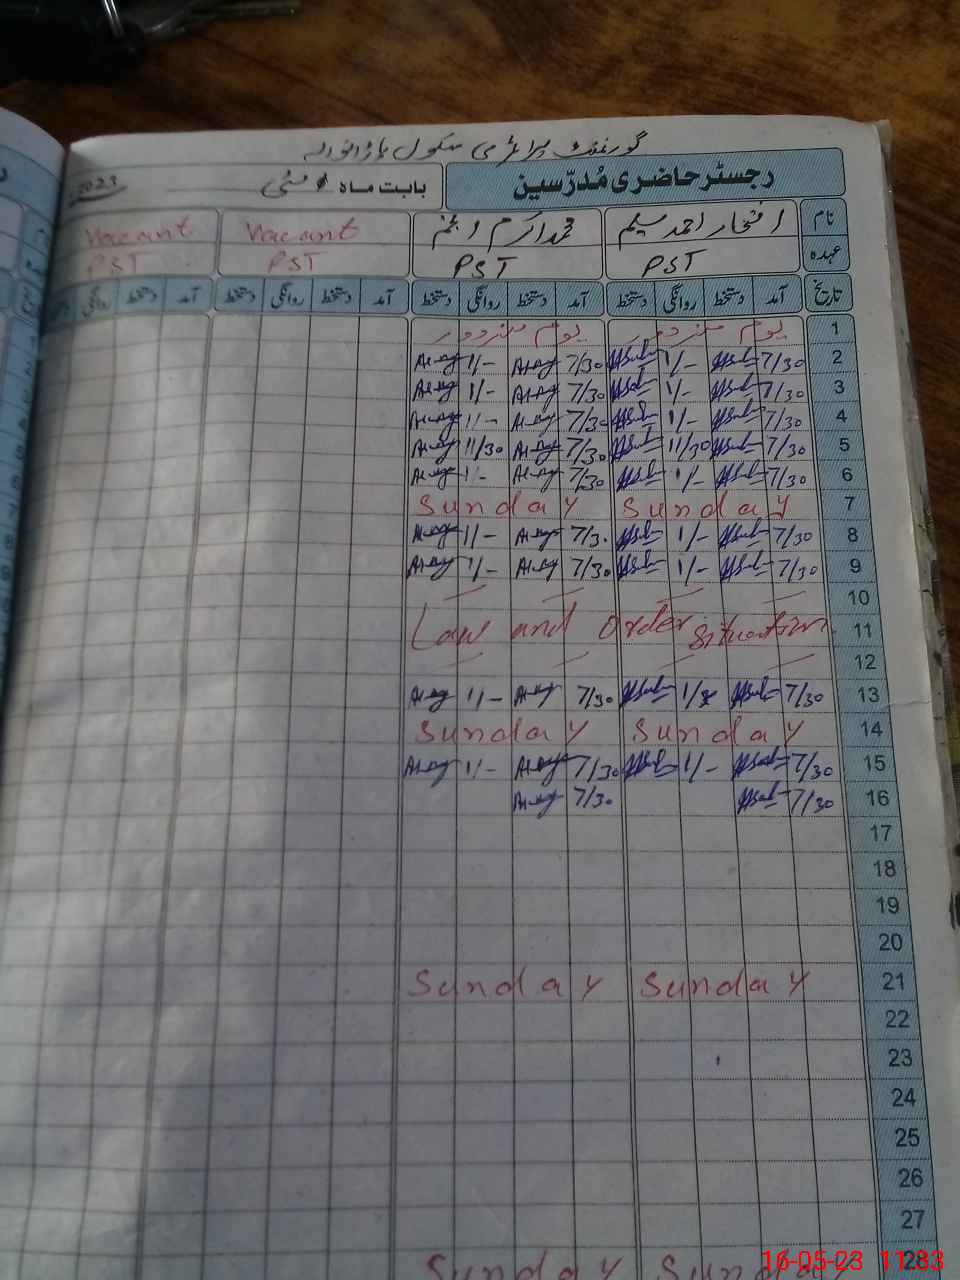 گورنمنٹ پرائمری سکول
رجسٹر حاضری مُدرّسین بابت ماہ مئی 2023
نام افتخار احمد سلیم محمد اکرم انجم Vacant Vacant
عہدہ PST PST PST PST
تاریخ آمد دستخط روانگی دستخط آمد دستخط روانگی دستخط آمد دستخط روانگی دستخط آمد دستخط روانگی
1 یوم مزدور یوم مزدور
2 7/30 1/- 7/30 1/-
3 7/30 1/- 7/30 1/-
4 7/30 1/- 7/30 1/-
5 7/30 11/30 7/30 11/30
6 7/30 1/- 7/30 1/-
7 Sunday Sunday
8 7/30 1/- 7/3. 1/-
9 7/30 1/- 7/30 1/-
10
11 Law and order situation
12
13 7/30 7/30 1/-
14 Sunday Sunday
15 7/30 1/- 7/30 1/-
16 7/30 7/30
17
18
19
20
21 Sunday Sunday
22
23
24
25
26
27
28 Sunday Sunday
16-05-23 11:33